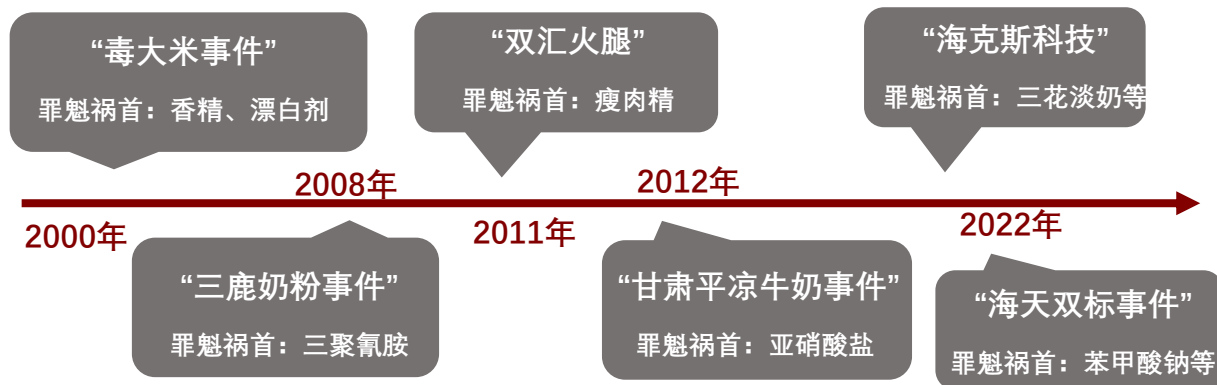 “毒大米事件”
罪魁祸首：香精、漂白剂
“双汇火腿”
罪魁祸首：瘦肉精
“海克斯科技”
罪魁祸首：三花淡奶等
2008年
2012年
2000年
2011年
2022年
“三鹿奶粉事件”
罪魁祸首：三聚氰胺
“甘肃平凉牛奶事件”
罪魁祸首：亚硝酸盐
“海天双标事件”
罪魁祸首：苯甲酸钠等